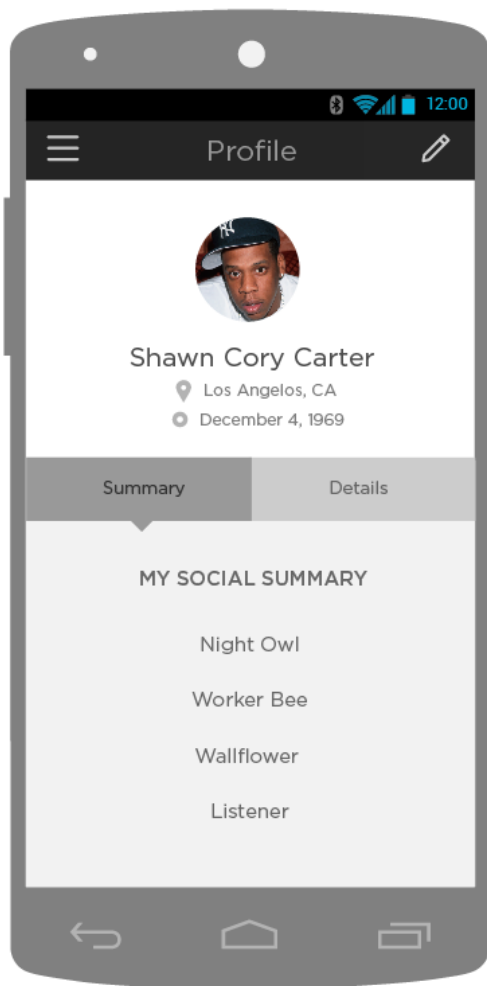 12:00
Profile
Shawn Cory Carter
Los Angelos, CA
December 4, 1969
Summary Details
MY SOCIAL SUMMARY
Night Owl
Worker Bee
Wallflower
Listener